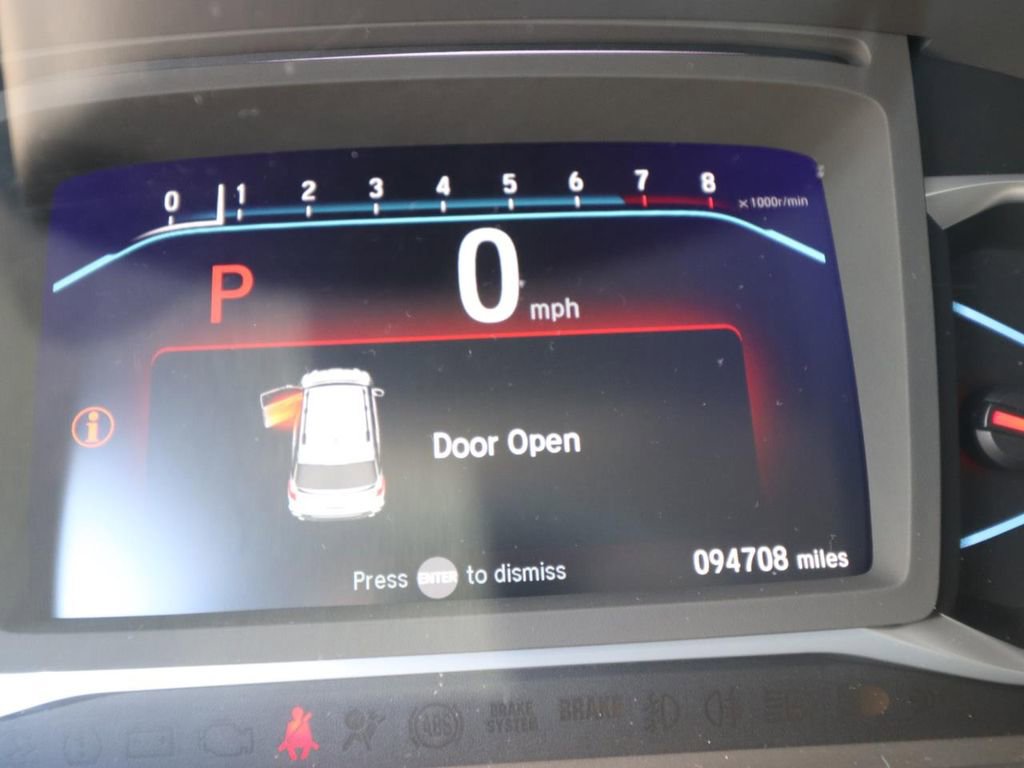 0 1 2 3 4 5 6 7 8 ×1000r/min
P 0 mph
Door Open
Press ENTER to dismiss
094708 miles
ABS BRAKE SYSTEM BRAKE